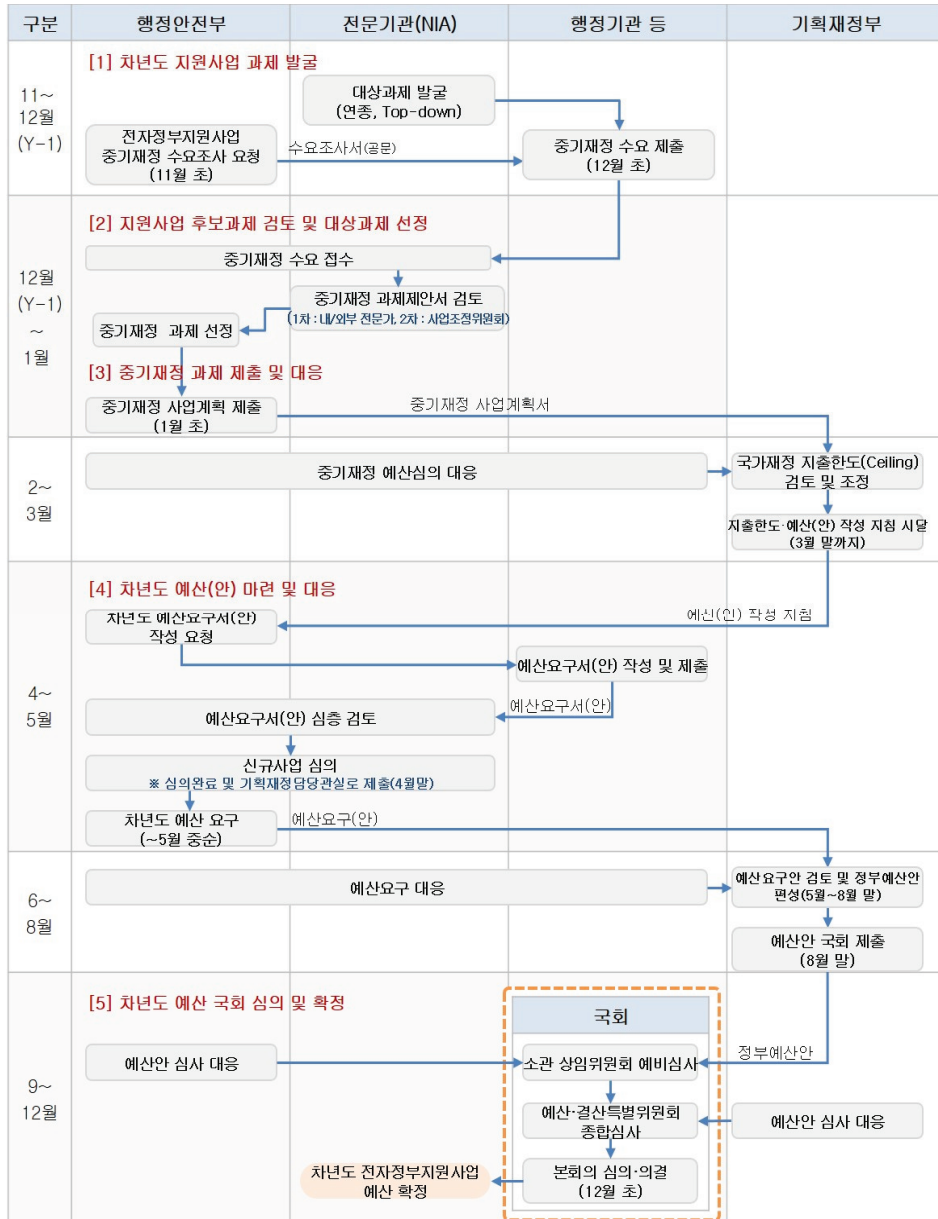 구분
행정안전부
전문기관(NIA)
행정기관 등
기획재정부
11~
12월
(Y-1)
[1] 차년도 지원사업 과제 발굴
대상과제 발굴
(연중, Top-down)
전자정부지원사업
중기재정 수요조사 요청
(11월 초)
수요조사서(공문)
중기재정 수요 제출
(12월 초)
12월
(Y-1)
~
1월
[2] 지원사업 후보과제 검토 및 대상과제 선정
중기재정 수요 접수
중기재정 과제제안서 검토
(1차 : 내/외부 전문가, 2차 : 사업조정위원회)
중기재정 과제 선정
[3] 중기재정 과제 제출 및 대응
중기재정 사업계획 제출
(1월 초)
중기재정 사업계획서
2~
3월
중기재정 예산심의 대응
국가재정 지출한도(Ceiling)
검토 및 조정
지출한도·예산(안) 작성 지침 시달
(3월 말까지)
4~
5월
[4] 차년도 예산(안) 마련 및 대응
차년도 예산요구서(안)
작성 요청
예산(안) 작성 지침
예산요구서(안) 작성 및 제출
예산요구서(안)
예산요구서(안) 심층 검토
신규사업 심의
※ 심의완료 및 기획재정담당관실로 제출(4월말)
차년도 예산 요구
(~5월 중순)
예산요구(안)
6~
8월
예산요구 대응
예산요구안 검토 및 정부예산안
편성(5월~8월 말)
예산안 국회 제출
(8월 말)
9~
12월
[5] 차년도 예산 국회 심의 및 확정
국회
예산안 심사 대응
소관 상임위원회 예비심사
정부예산안
예산·결산특별위원회
종합심사
예산안 심사 대응
본회의 심의·의결
(12월 초)
차년도 전자정부지원사업
예산 확정